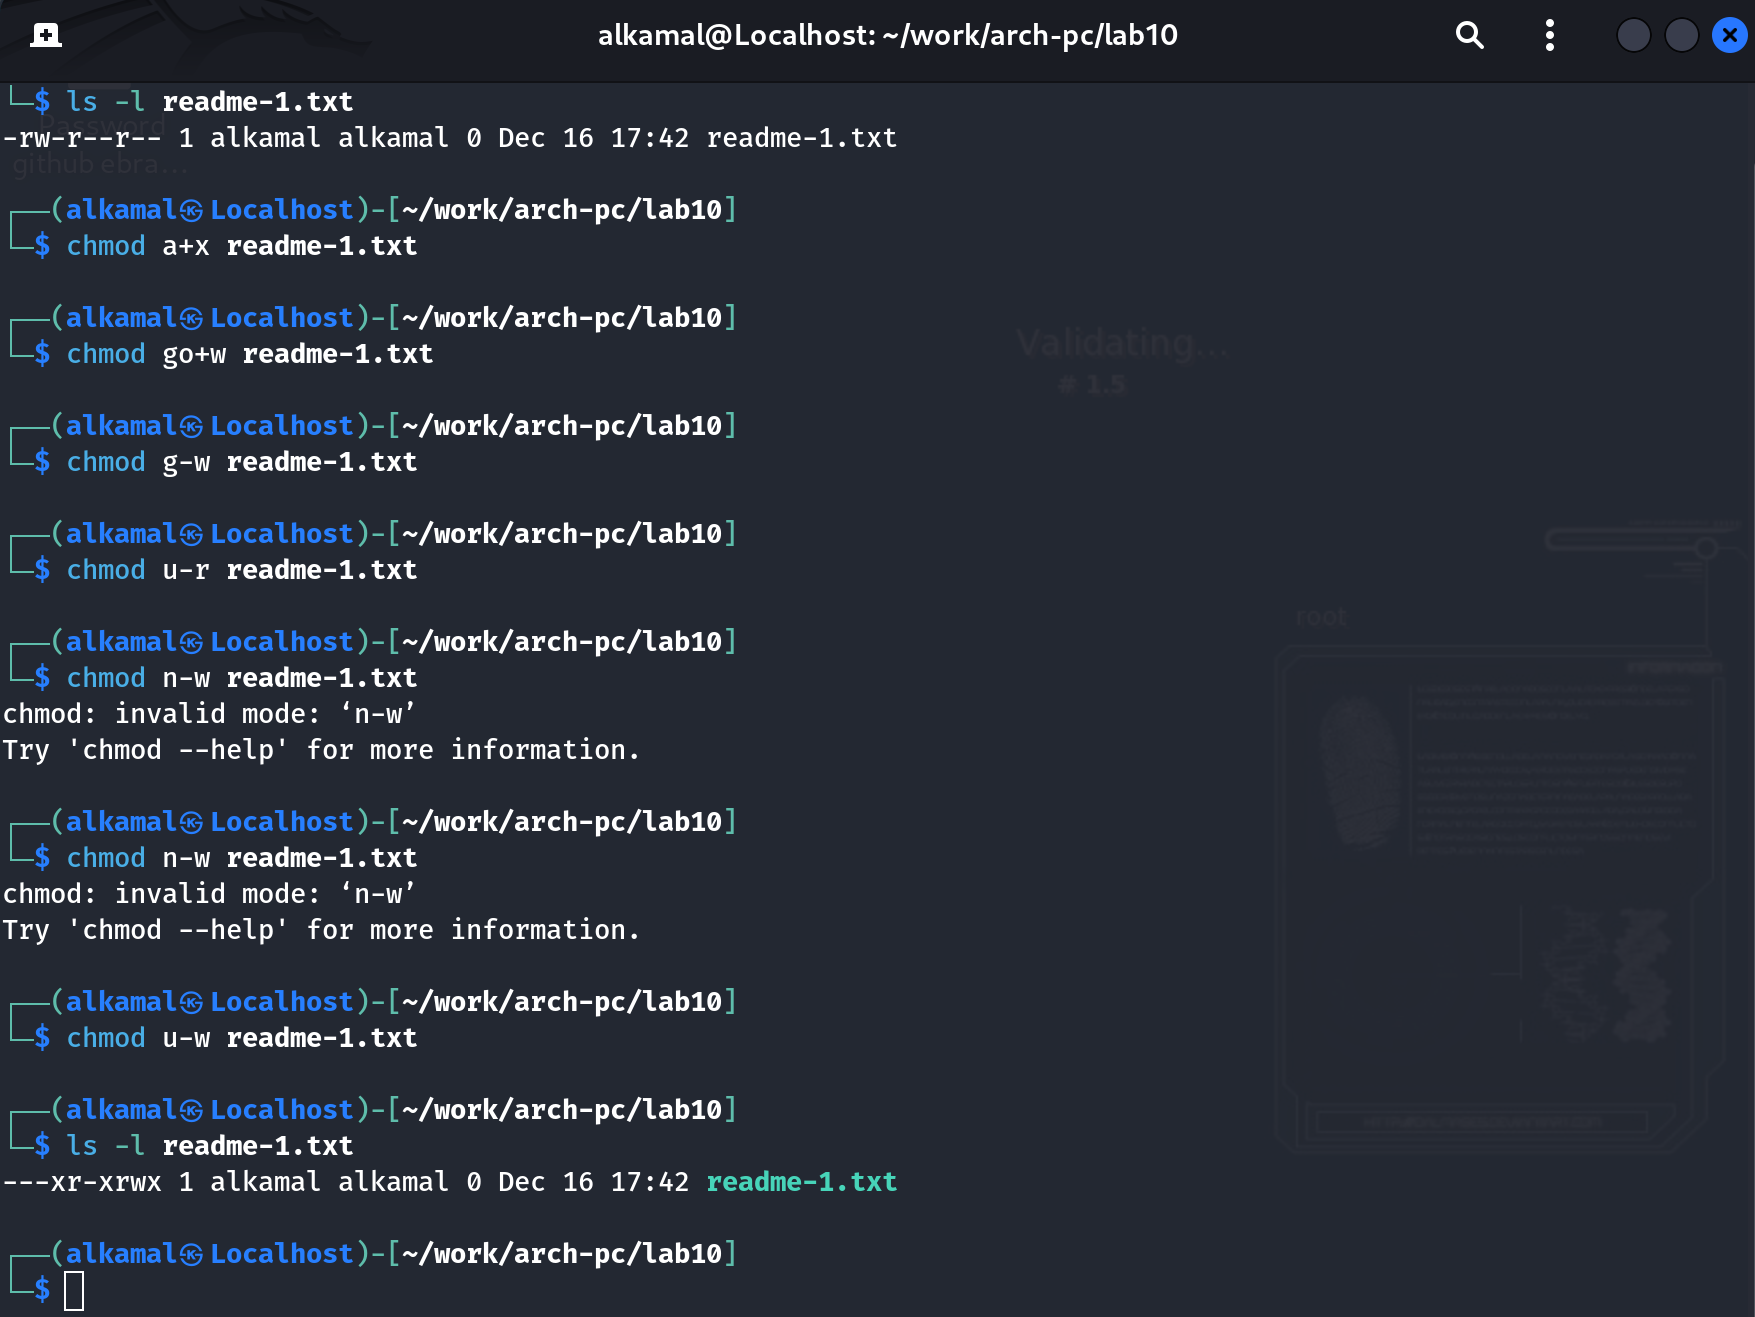 alkamal@Localhost: ~/work/arch-pc/lab10
└─$ ls -l readme-1.txt
Password
-rw-r--r-- 1 alkamal alkamal 0 Dec 16 17:42 readme-1.txt
github ebra...
┌──(alkamal㉿Localhost)-[~/work/arch-pc/lab10]
└─$ chmod a+x readme-1.txt
┌──(alkamal㉿Localhost)-[~/work/arch-pc/lab10]
└─$ chmod go+w readme-1.txt
Validating...
# 1.5
┌──(alkamal㉿Localhost)-[~/work/arch-pc/lab10]
└─$ chmod g-w readme-1.txt
┌──(alkamal㉿Localhost)-[~/work/arch-pc/lab10]
└─$ chmod u-r readme-1.txt
root
┌──(alkamal㉿Localhost)-[~/work/arch-pc/lab10]
└─$ chmod n-w readme-1.txt
chmod: invalid mode: ‘n-w’
Try 'chmod --help' for more information.
┌──(alkamal㉿Localhost)-[~/work/arch-pc/lab10]
└─$ chmod n-w readme-1.txt
chmod: invalid mode: ‘n-w’
Try 'chmod --help' for more information.
┌──(alkamal㉿Localhost)-[~/work/arch-pc/lab10]
└─$ chmod u-w readme-1.txt
┌──(alkamal㉿Localhost)-[~/work/arch-pc/lab10]
└─$ ls -l readme-1.txt
---xr-xrwx 1 alkamal alkamal 0 Dec 16 17:42 readme-1.txt
┌──(alkamal㉿Localhost)-[~/work/arch-pc/lab10]
└─$